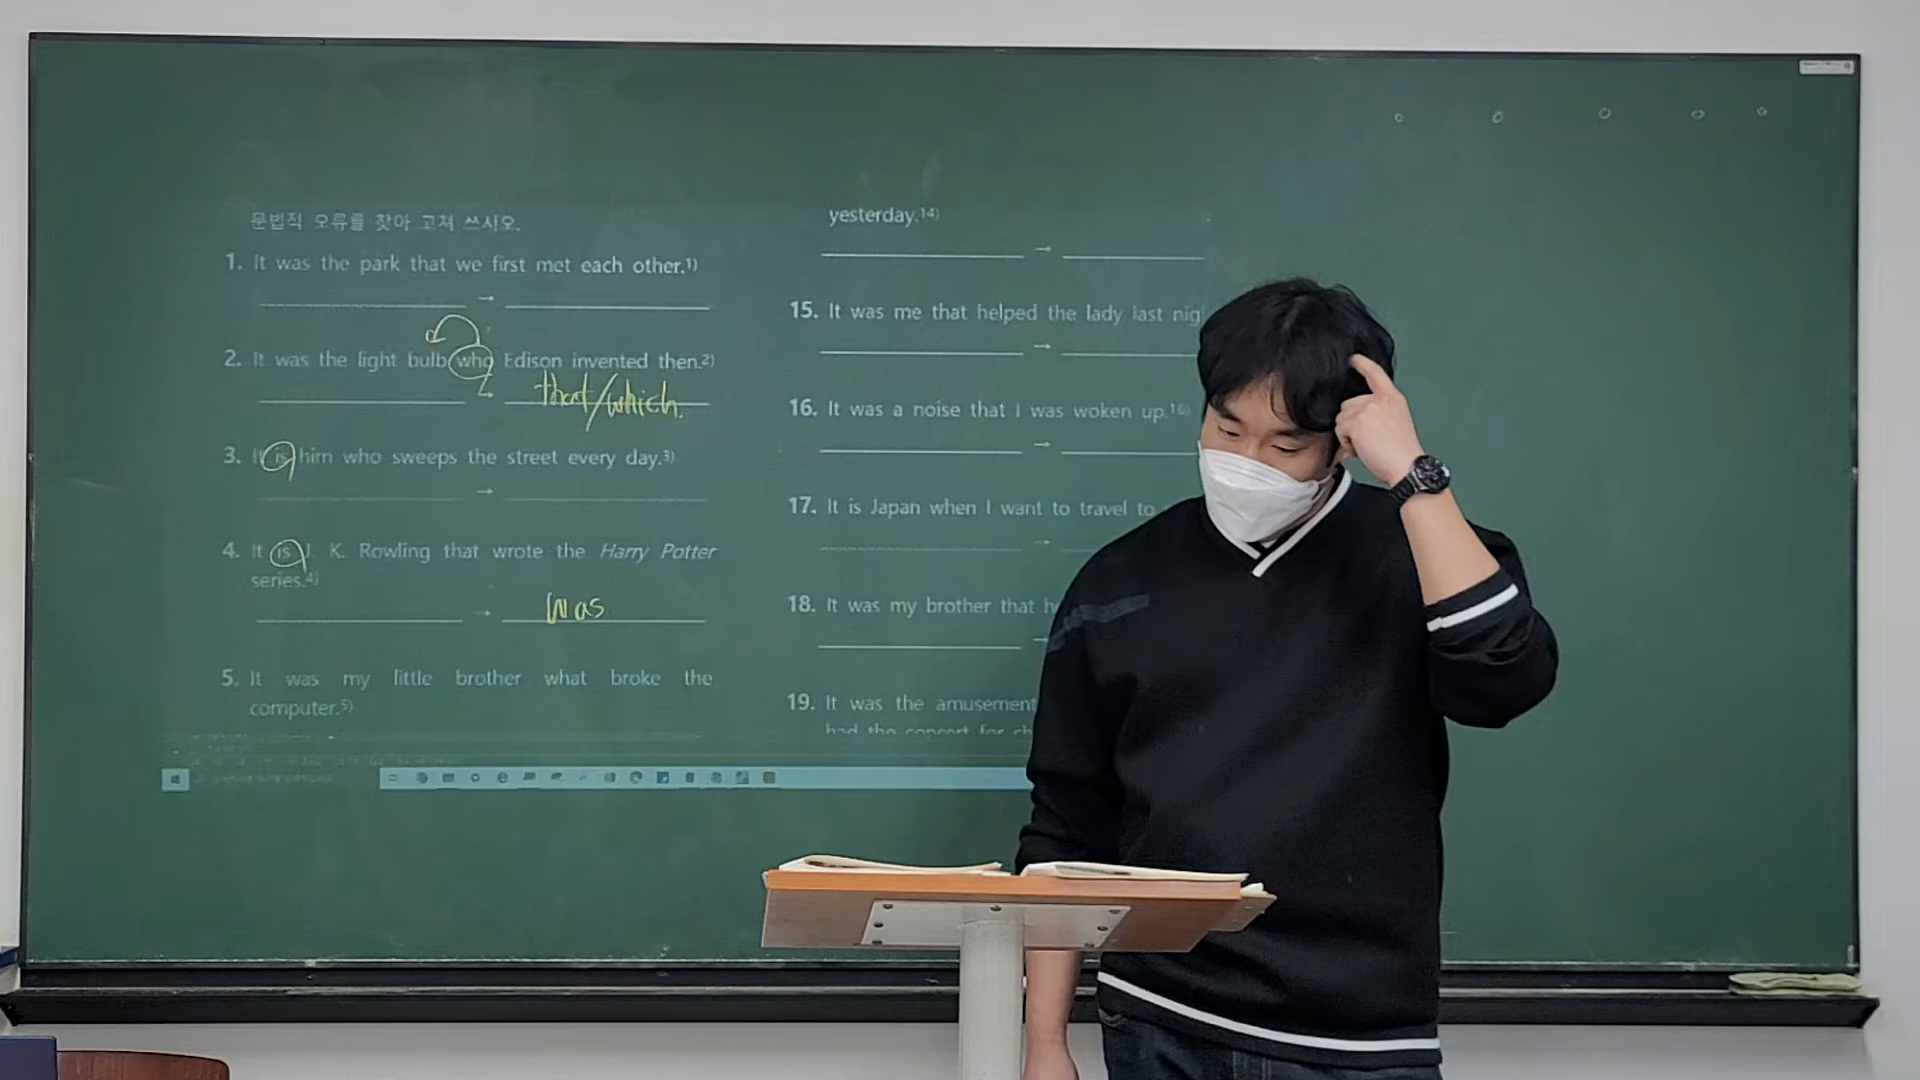 문법적 오류를 찾아 고쳐 쓰시오.
1. It was the park that we first met each other.1)
→
2. It was the light bulb who Edison invented then.2)
→ that/which.
3. It is him who sweeps the street every day.3)
→
4. It is J. K. Rowling that wrote the Harry Potter
series.4)
→ was
5. It was my little brother what broke the
computer.5)
yesterday.14)
→
15. It was me that helped the lady last
→
16. It was a noise that I was woken up.16)
→
17. It is Japan when I want to travel to
→
18. It was my brother that
→
19. It was the amusement
had the concert for